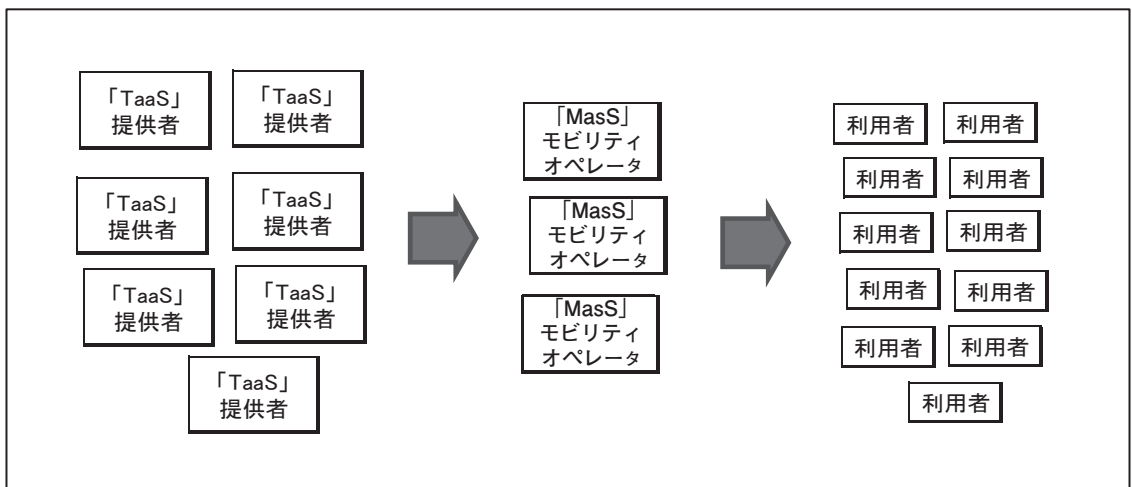 「TaaS」
提供者
「TaaS」
提供者
「TaaS」
提供者
「TaaS」
提供者
「TaaS」
提供者
「TaaS」
提供者
「TaaS」
提供者
「MasS」
モビリティ
オペレータ
「MasS」
モビリティ
オペレータ
「MasS」
モビリティ
オペレータ
利用者
利用者
利用者
利用者
利用者
利用者
利用者
利用者
利用者
利用者
利用者